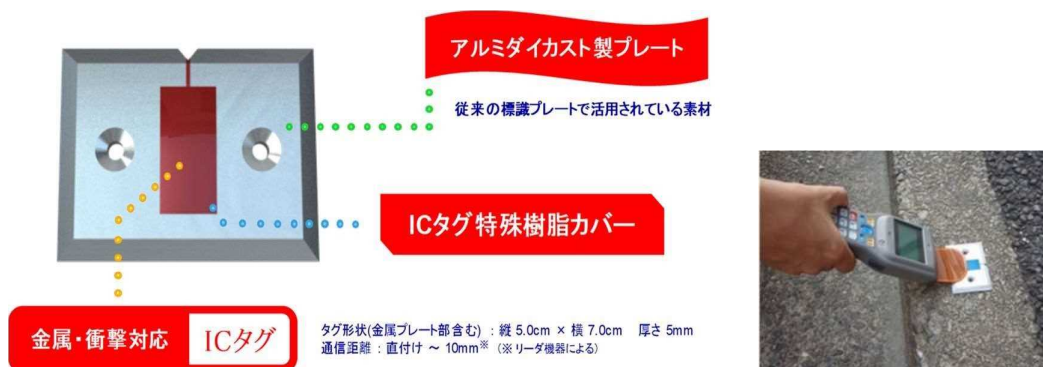 アルミダイカスト製プレート
従来の標識プレートで活用されている素材
ICタグ特殊樹脂カバー
金属・衝撃対応 ICタグ
タグ形状(金属プレート部含む) : 縦 5.0cm × 横 7.0cm 厚さ 5mm
通信距離 : 直付け ~ 10mm※ (※ リーダ機器による)